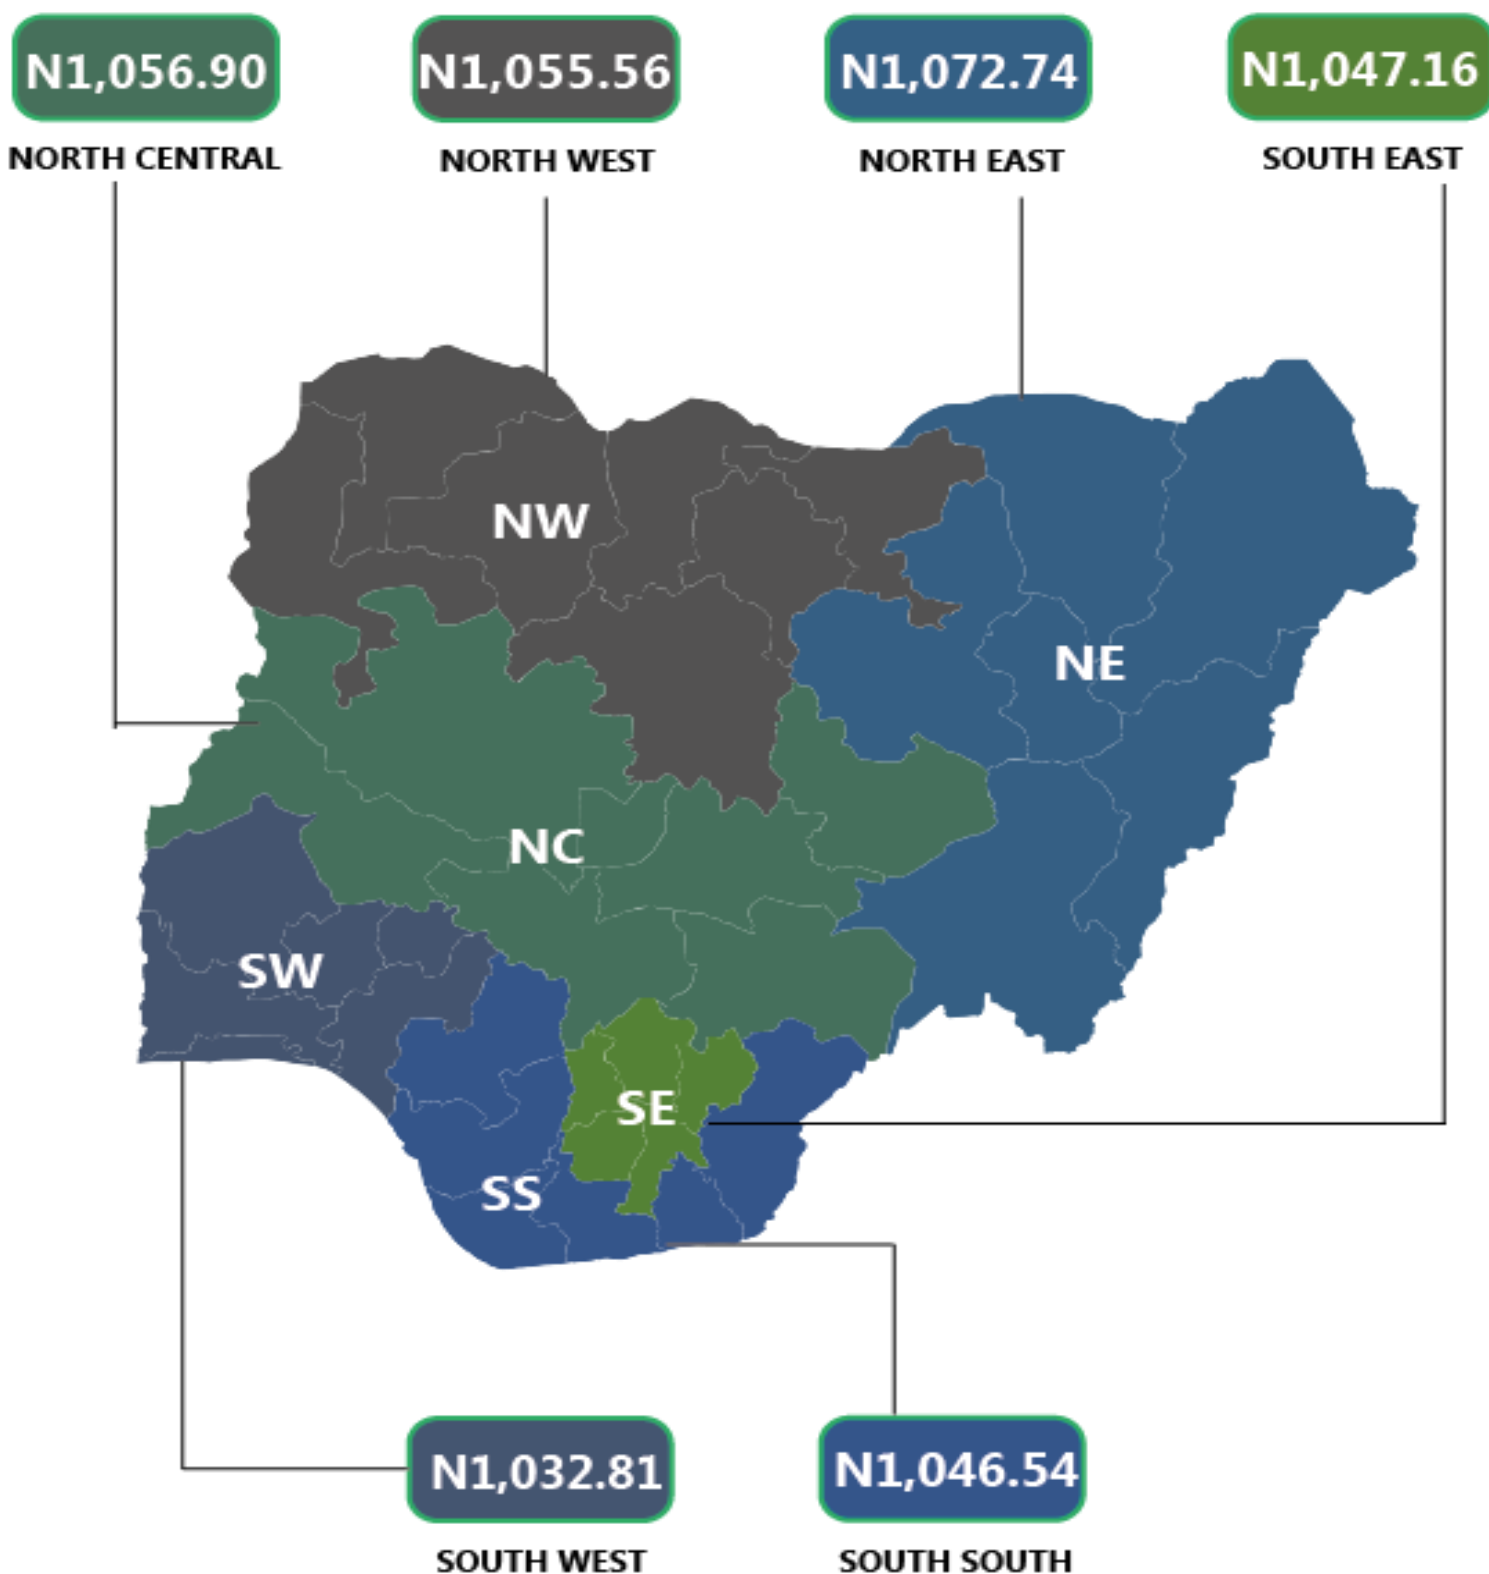 N1,056.90
NORTH CENTRAL
N1,055.56
NORTH WEST
N1,072.74
NORTH EAST
N1,047.16
SOUTH EAST
NW
NE
NC
SW
SE
SS
N1,032.81
SOUTH WEST
N1,046.54
SOUTH SOUTH